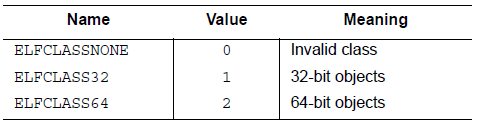 Name Value Meaning
ELFCLASSNONE 0 Invalid class
ELFCLASS32 1 32-bit objects
ELFCLASS64 2 64-bit objects